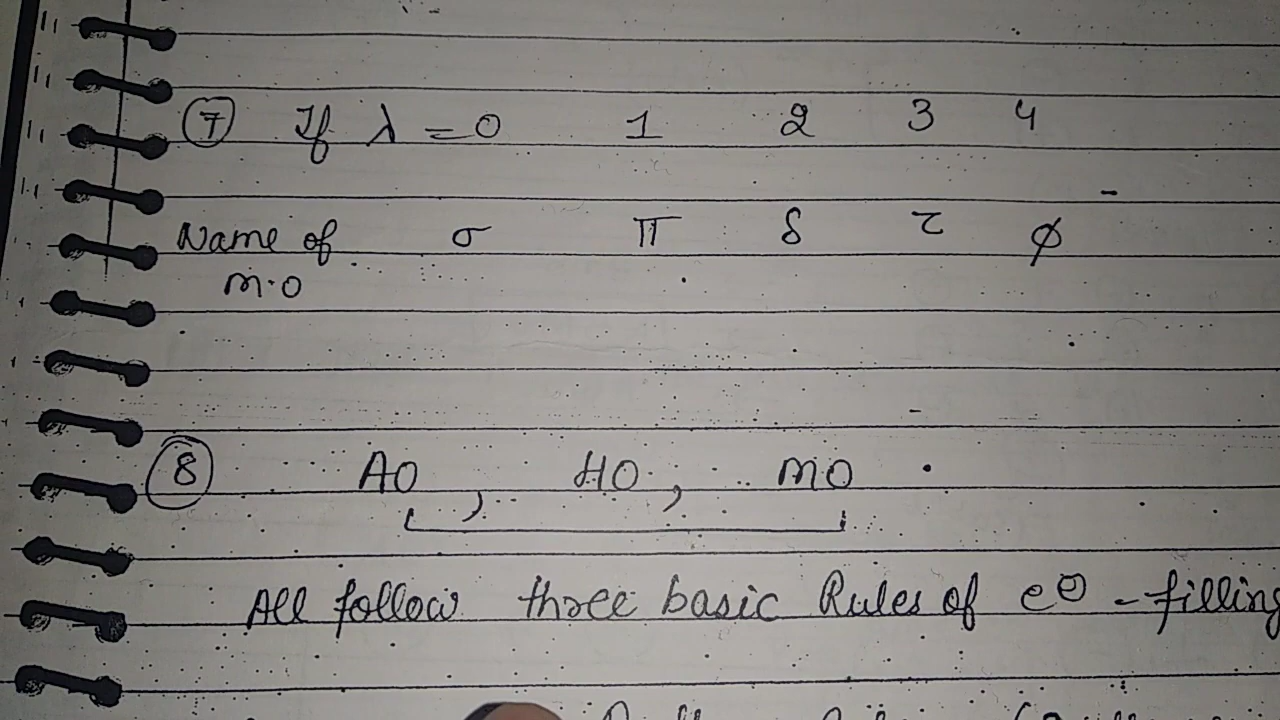 7 If λ = 0 1 2 3 4
Name of σ π δ τ φ
m.o
8 AO , HO , MO .
All follow three basic Rules of e⊖ - filling